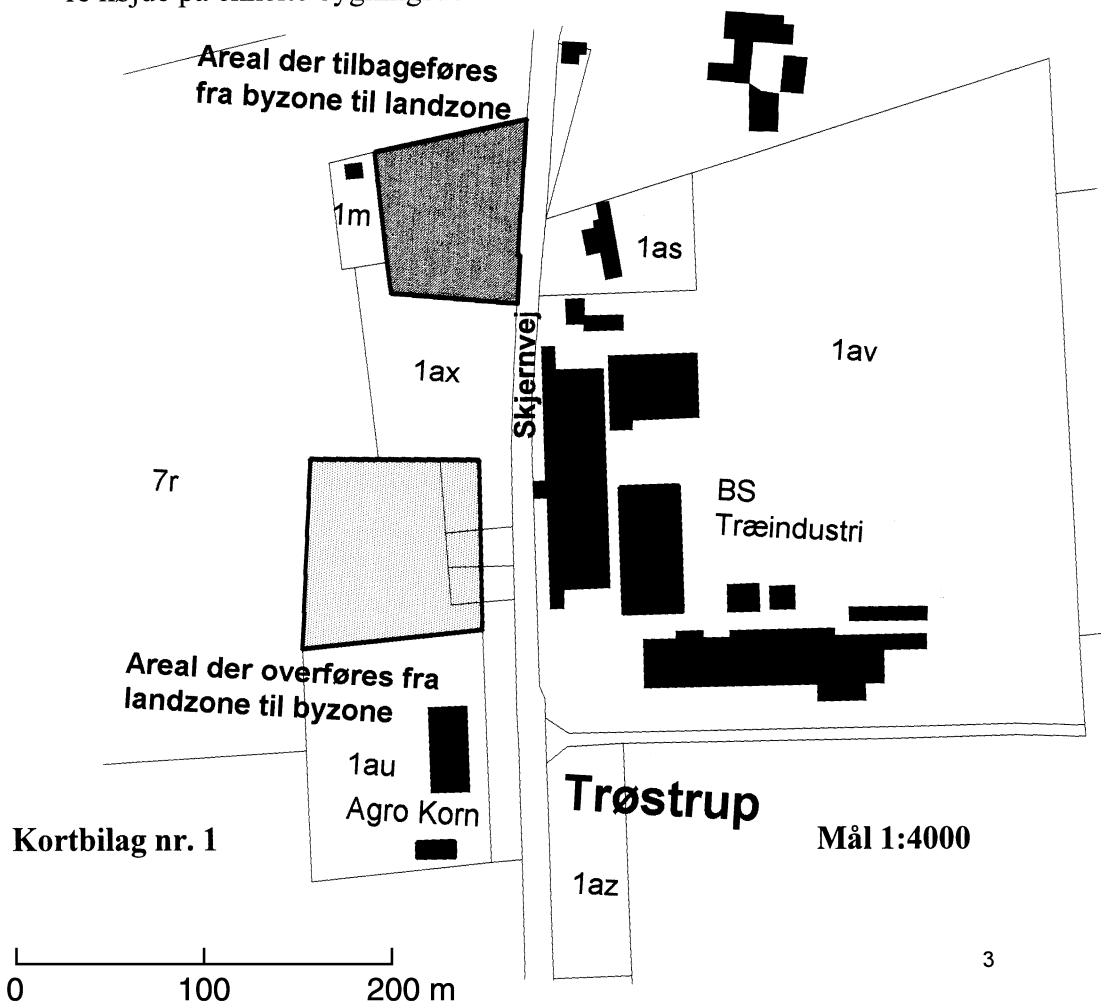 Areal der tilbageføres
fra byzone til landzone
1m
1as
Skjernvej
1ax
1av
7r
BS
Træindustri
Areal der overføres fra
landzone til byzone
1au
Agro Korn
Trøstrup
Kortbilag nr. 1
Mål 1:4000
1az
3
0 100 200 m